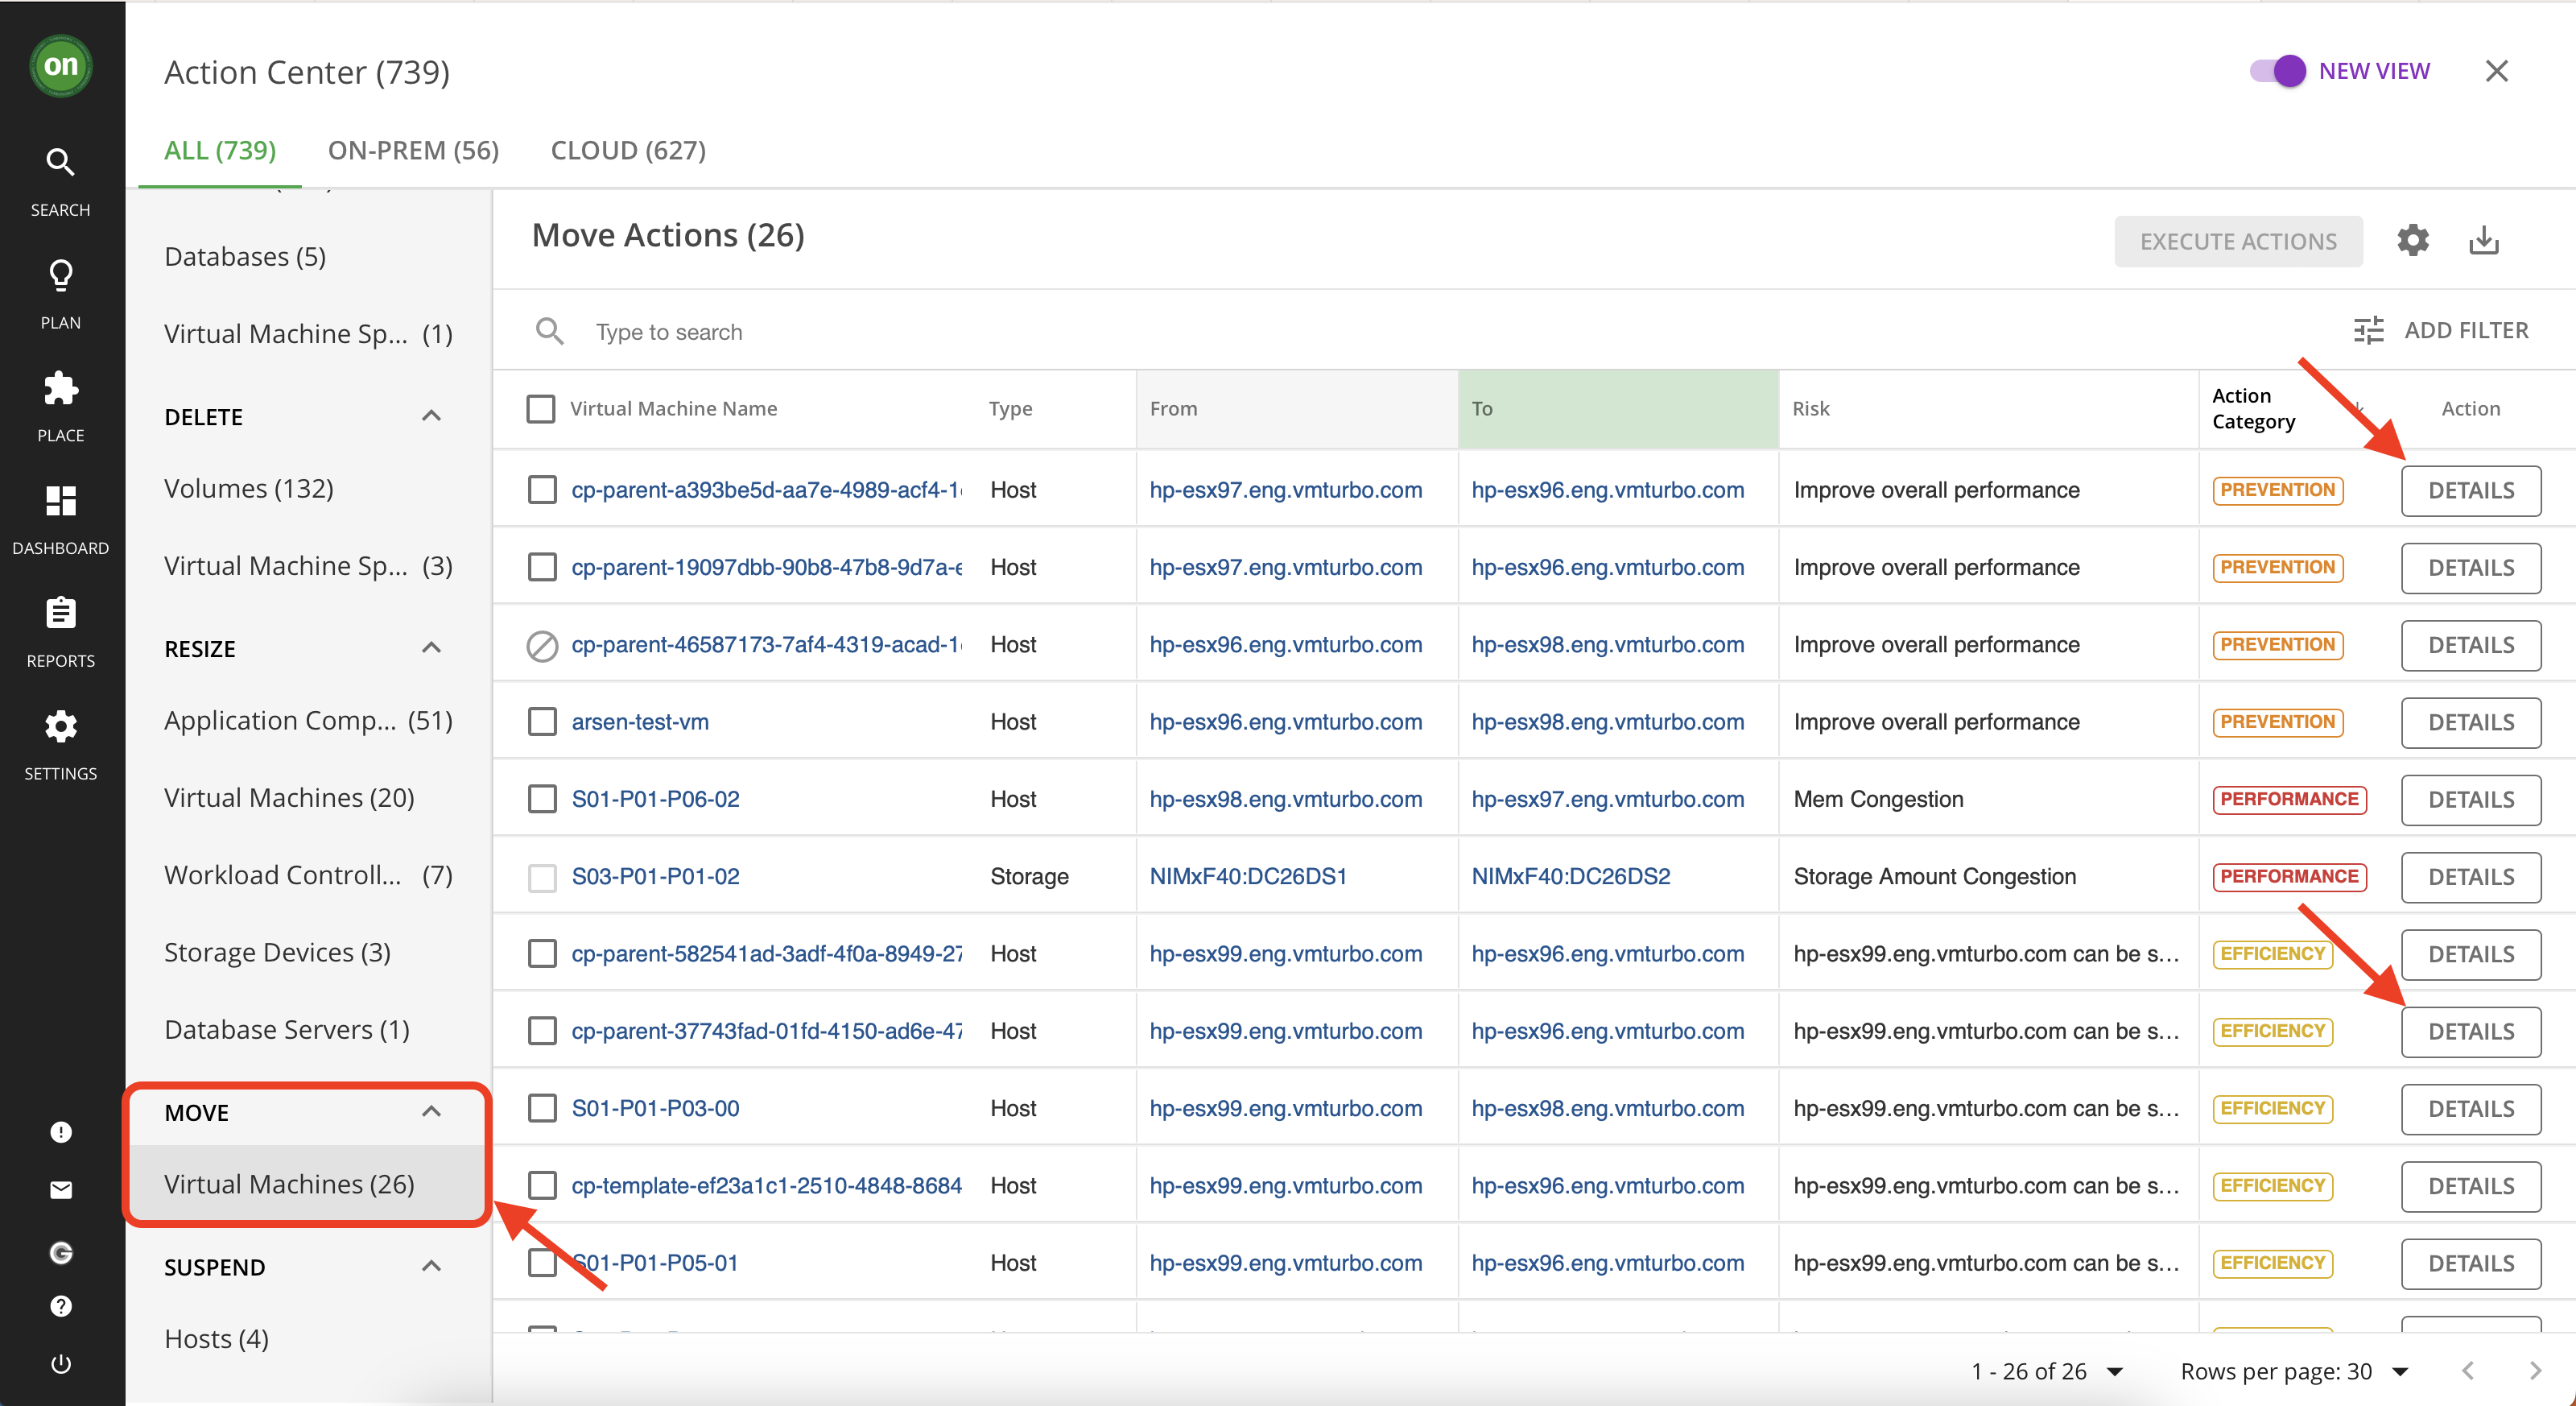 on
SEARCH
PLAN
PLACE
DASHBOARD
REPORTS
SETTINGS
Action Center (739)
NEW VIEW
ALL (739) ON-PREM (56) CLOUD (627)
Databases (5)
Virtual Machine Sp... (1)
DELETE
Volumes (132)
Virtual Machine Sp... (3)
RESIZE
Application Comp... (51)
Virtual Machines (20)
Workload Controll... (7)
Storage Devices (3)
Database Servers (1)
MOVE
Virtual Machines (26)
SUSPEND
Hosts (4)
Move Actions (26)
EXECUTE ACTIONS
Type to search
ADD FILTER
Virtual Machine Name Type From To Risk Action Category Action
cp-parent-a393be5d-aa7e-4989-acf4-1 Host hp-esx97.eng.vmturbo.com hp-esx96.eng.vmturbo.com Improve overall performance PREVENTION DETAILS
cp-parent-19097dbb-90b8-47b8-9d7a-e Host hp-esx97.eng.vmturbo.com hp-esx96.eng.vmturbo.com Improve overall performance PREVENTION DETAILS
cp-parent-46587173-7af4-4319-acad-1 Host hp-esx96.eng.vmturbo.com hp-esx98.eng.vmturbo.com Improve overall performance PREVENTION DETAILS
arsen-test-vm Host hp-esx96.eng.vmturbo.com hp-esx98.eng.vmturbo.com Improve overall performance PREVENTION DETAILS
S01-P01-P06-02 Host hp-esx98.eng.vmturbo.com hp-esx97.eng.vmturbo.com Mem Congestion PERFORMANCE DETAILS
S03-P01-P01-02 Storage NIMxF40:DC26DS1 NIMxF40:DC26DS2 Storage Amount Congestion PERFORMANCE DETAILS
cp-parent-582541ad-3adf-4f0a-8949-27 Host hp-esx99.eng.vmturbo.com hp-esx96.eng.vmturbo.com hp-esx99.eng.vmturbo.com can be s... EFFICIENCY DETAILS
cp-parent-37743fad-01fd-4150-ad6e-47 Host hp-esx99.eng.vmturbo.com hp-esx96.eng.vmturbo.com hp-esx99.eng.vmturbo.com can be s... EFFICIENCY DETAILS
S01-P01-P03-00 Host hp-esx99.eng.vmturbo.com hp-esx98.eng.vmturbo.com hp-esx99.eng.vmturbo.com can be s... EFFICIENCY DETAILS
cp-template-ef23a1c1-2510-4848-8684 Host hp-esx99.eng.vmturbo.com hp-esx96.eng.vmturbo.com hp-esx99.eng.vmturbo.com can be s... EFFICIENCY DETAILS
S01-P01-P05-01 Host hp-esx99.eng.vmturbo.com hp-esx96.eng.vmturbo.com hp-esx99.eng.vmturbo.com can be s... EFFICIENCY DETAILS
1 - 26 of 26 Rows per page: 30